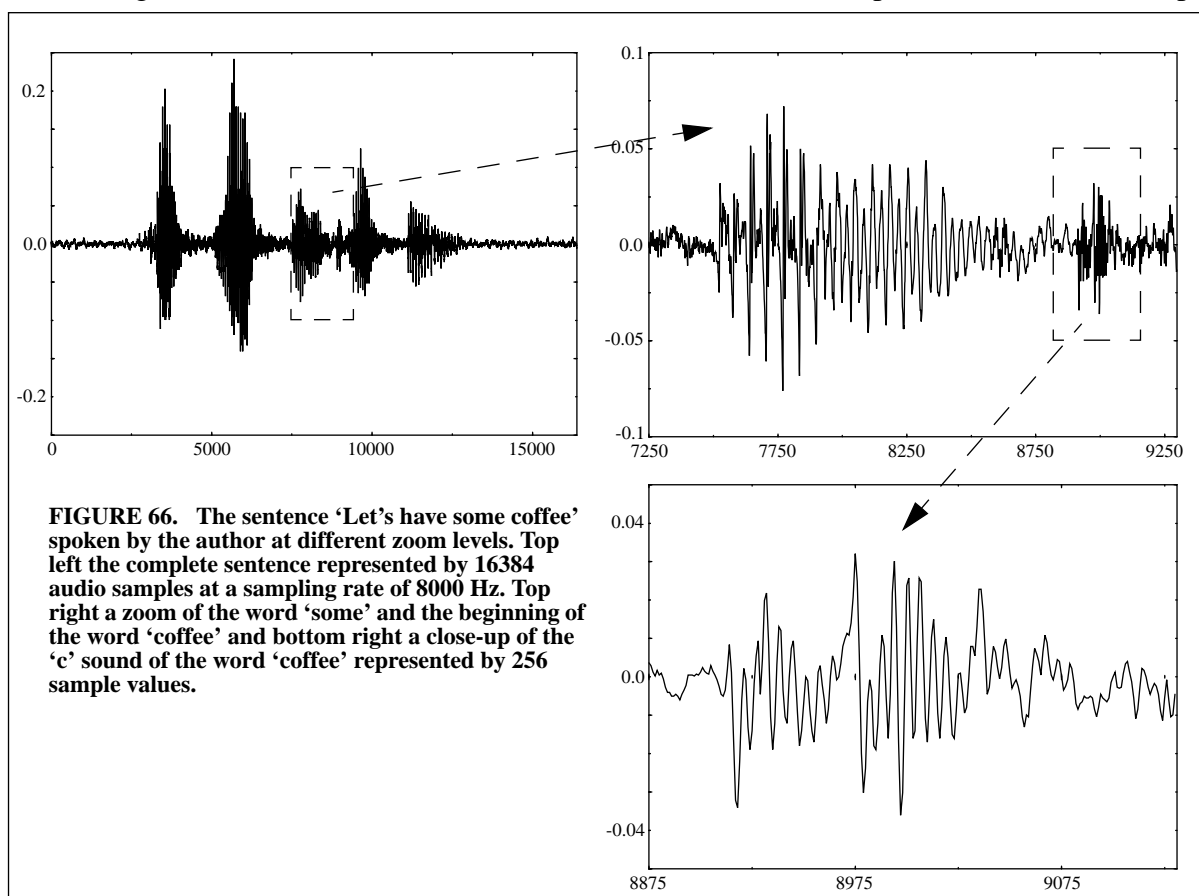 0.2
0.0
-0.2
0
5000
10000
15000
0.1
0.05
0.0
-0.05
-0.1
7250
7750
8250
8750
9250
FIGURE 66. The sentence ‘Let's have some coffee’
spoken by the author at different zoom levels. Top
left the complete sentence represented by 16384
audio samples at a sampling rate of 8000 Hz. Top
right a zoom of the word ‘some’ and the beginning of
the word ‘coffee’ and bottom right a close-up of the
‘c’ sound of the word ‘coffee’ represented by 256
sample values.
0.04
0.0
-0.04
8875
8975
9075